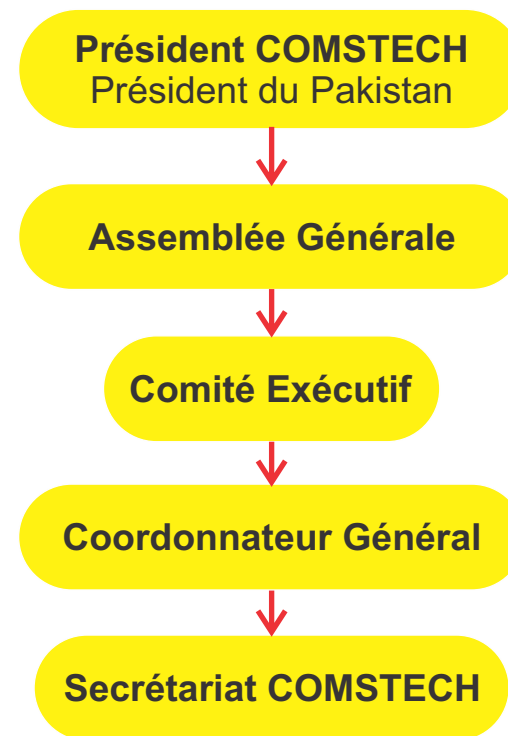 Président COMSTECH
Président du Pakistan
Assemblée Générale
Comité Exécutif
Coordonnateur Général
Secrétariat COMSTECH